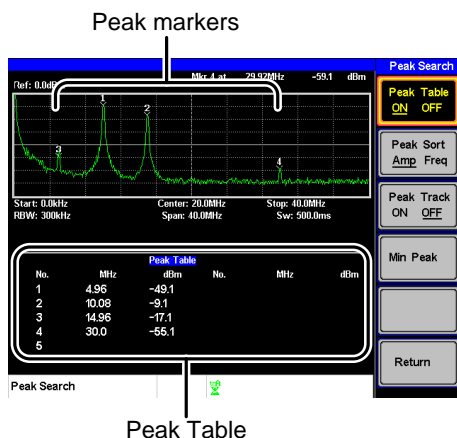 Peak markers
Peak Search
Ref: 0.0dB Mkr 4 at 29.92MHz -59.1 dBm
1
2
3
4
Start: 0.0kHz Center: 20.0MHz Stop: 40.0MHz
RBW: 300kHz Span: 40.0MHz Sw: 500.0ms
Peak Table
No. MHz dBm No. MHz dBm
1 4.96 -49.1
2 10.08 -9.1
3 14.96 -17.1
4 30.0 -55.1
5
Peak Table
ON OFF
Peak Sort
Amp Freq
Peak Track
ON OFF
Min Peak
Return
Peak Search
Peak Table